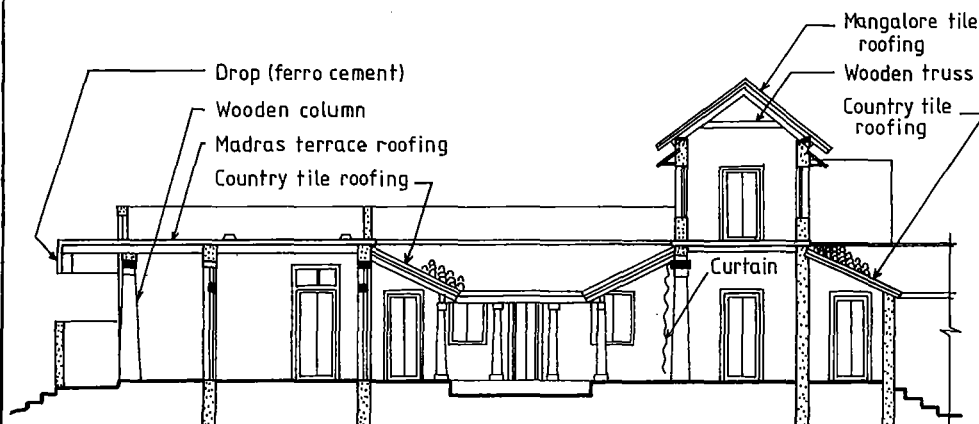 Drop (ferro cement)
Wooden column
Madras terrace roofing
Country tile roofing
Mangalore tile
roofing
Wooden truss
Country tile
roofing
Curtain